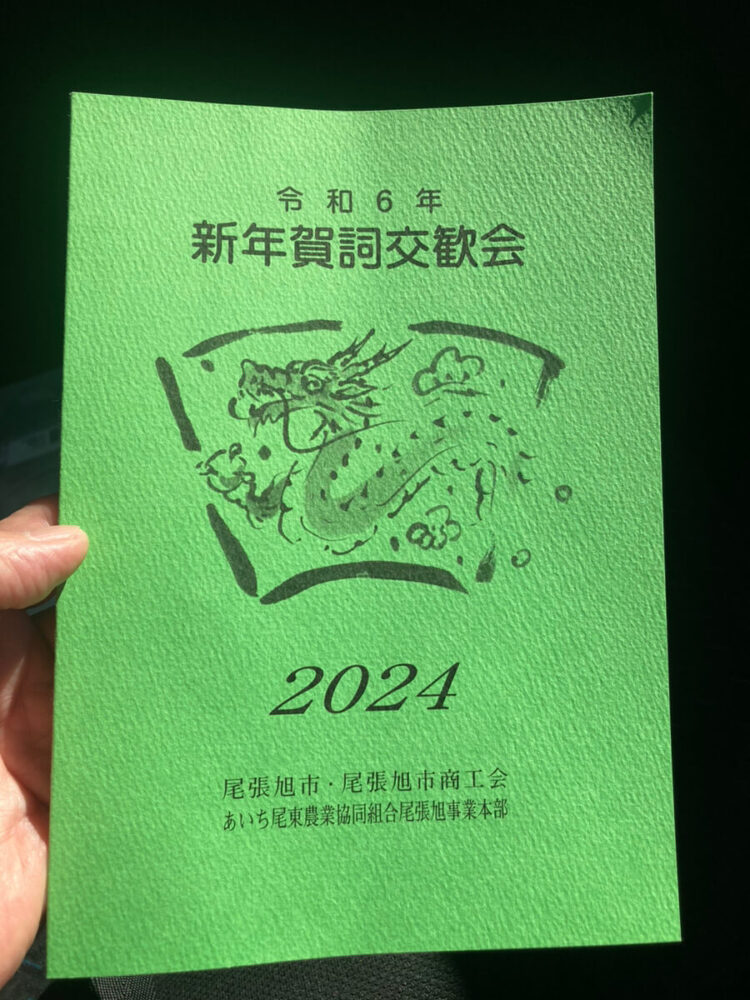 令和6年
新年賀詞交歓会
2024
尾張旭市・尾張旭市商工会
あいち尾東農業協同組合尾張旭事業本部